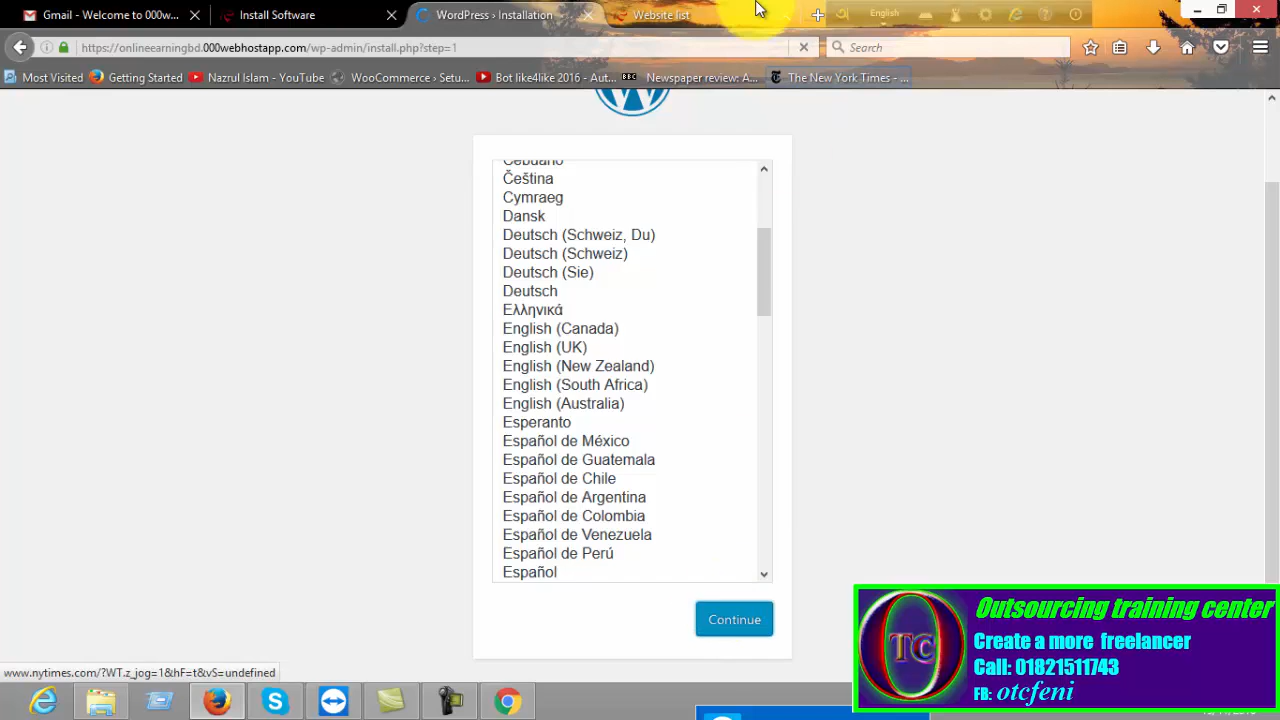 Gmail - Welcome to 000w...
Install Software
WordPress › Installation
Website list
English
https://onlineearningbd.000webhostapp.com/wp-admin/install.php?step=1
Search
Most Visited
Getting Started
Nazrul Islam - YouTube
WooCommerce › Setu...
Bot like4like 2016 - Aut...
BBC
Newspaper review: A...
The New York Times - ...
Cebuano
Čeština
Cymraeg
Dansk
Deutsch (Schweiz, Du)
Deutsch (Schweiz)
Deutsch (Sie)
Deutsch
Ελληνικά
English (Canada)
English (UK)
English (New Zealand)
English (South Africa)
English (Australia)
Esperanto
Español de México
Español de Guatemala
Español de Chile
Español de Argentina
Español de Colombia
Español de Venezuela
Español de Perú
Español
Continue
www.nytimes.com/?WT.z_jog=1&hF=t&vS=undefined
Outsourcing training center
Create a more freelancer
Call: 01821511743
FB: otcfeni
TC